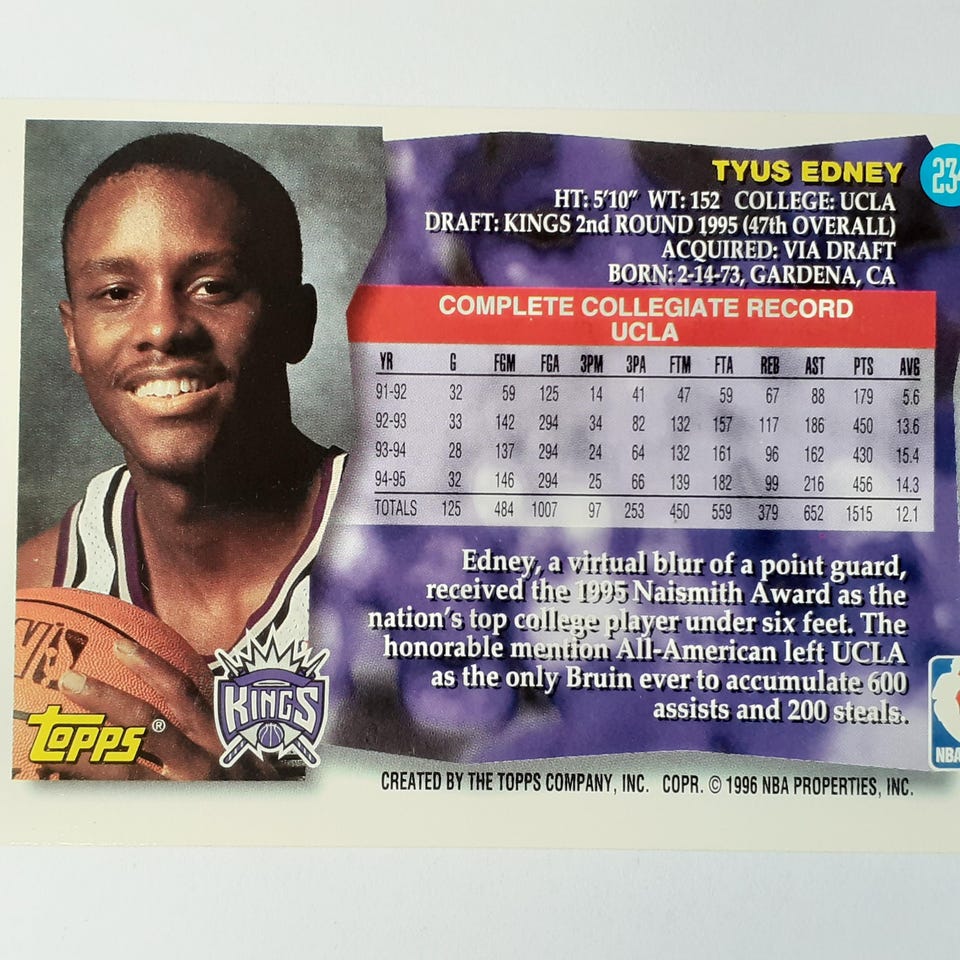 TYUS EDNEY
HT: 5'10" WT: 152 COLLEGE: UCLA
DRAFT: KINGS 2nd ROUND 1995 (47th OVERALL)
ACQUIRED: VIA DRAFT
BORN: 2-14-73, GARDENA, CA
COMPLETE COLLEGIATE RECORD
UCLA
YR G FGM FGA 3PM 3PA FTM FTA REB AST PTS AVG
91-92 32 59 125 14 41 47 59 67 88 179 5.6
92-93 33 142 294 34 82 132 157 117 186 450 13.6
93-94 28 137 294 24 64 132 161 96 162 430 15.4
94-95 32 146 294 25 66 139 182 99 216 456 14.3
TOTALS 125 484 1007 97 253 450 559 379 652 1515 12.1
Edney, a virtual blur of a point guard,
received the 1995 Naismith Award as the
nation's top college player under six feet. The
honorable mention All-American left UCLA
as the only Bruin ever to accumulate 600
assists and 200 steals.
KINGS
topps®
NBA
CREATED BY THE TOPPS COMPANY, INC. COPR. © 1996 NBA PROPERTIES, INC.